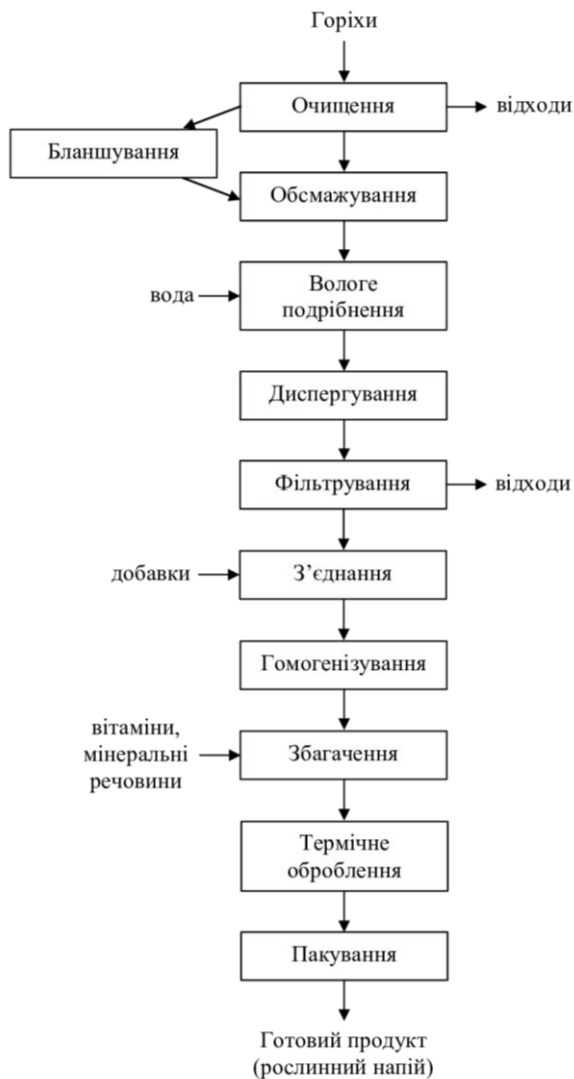 Горіхи
Очищення
відходи
Бланшування
Обсмажування
вода
Вологе
подрібнення
Диспергування
Фільтрування
відходи
добавки
З’єднання
Гомогенізування
вітаміни,
мінеральні
речовини
Збагачення
Термічне
оброблення
Пакування
Готовий продукт
(рослинний напій)